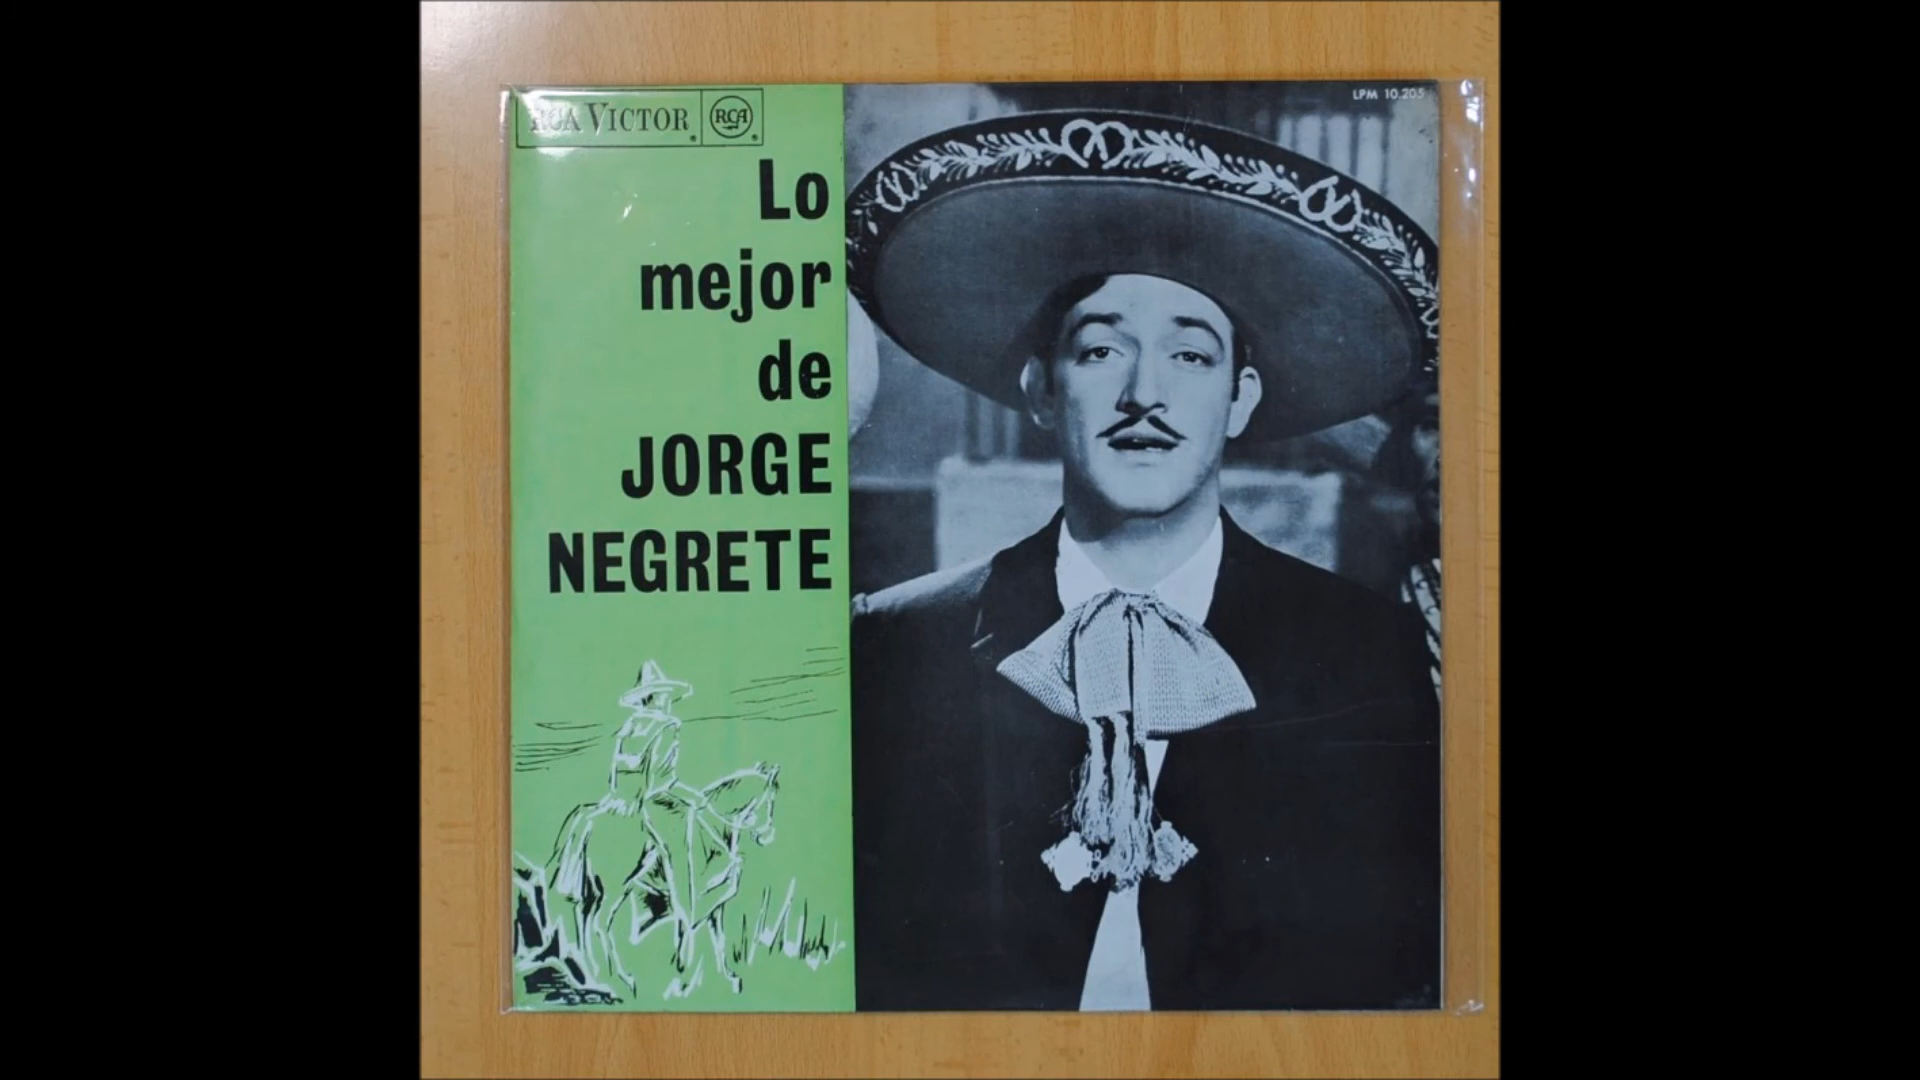 RCA VICTOR
RCA
LPM 10.205
Lo
mejor
de
JORGE
NEGRETE